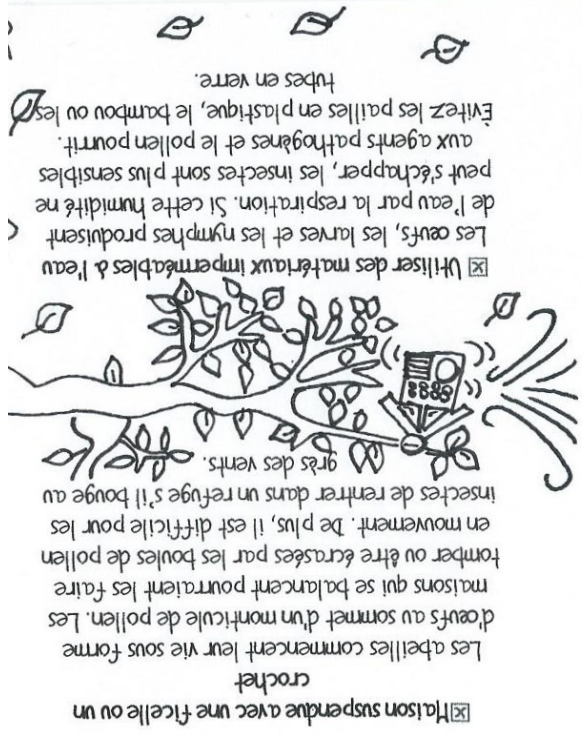 ☒Maison suspendue avec une ficelle ou un
crochet
Les abeilles commencent leur vie sous forme
d'œufs au sommet d'un monticule de pollen. Les
maisons qui se balancent pourraient les faire
tomber ou être écrasées par les boules de pollen
en mouvement. De plus, il est difficile pour les
insectes de rentrer dans un refuge s'il bouge au
grès des vents.
☒ Utiliser des matériaux imperméables à l'eau
Les œufs, les larves et les nymphes produisent
de l'eau par la respiration. Si cette humidité ne
peut s'échapper, les insectes sont plus sensibles
aux agents pathogènes et le pollen pourrit.
Èvitez les pailles en plastique, le bambou ou les
tubes en verre.